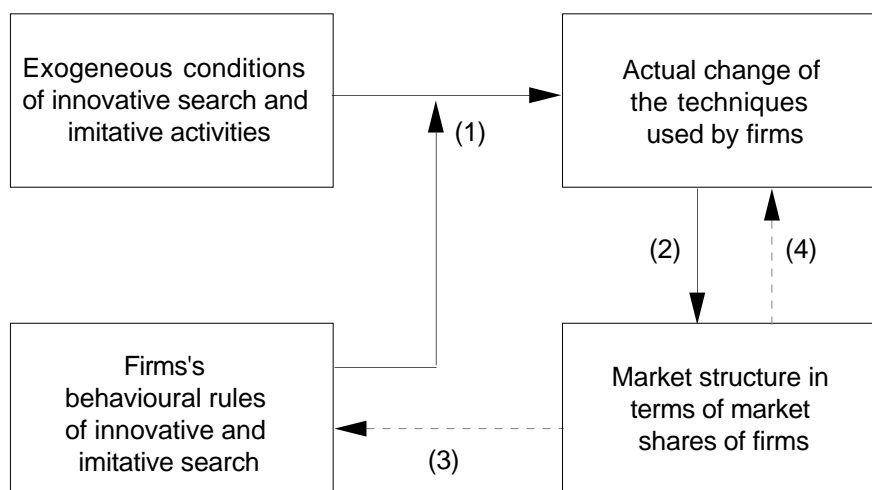 Exogeneous conditions
of innovative search and
imitative activities
Actual change of
the techniques
used by firms
(1)
(2)
(4)
Firms's
behavioural rules
of innovative and
imitative search
Market structure in
terms of market
shares of firms
(3)